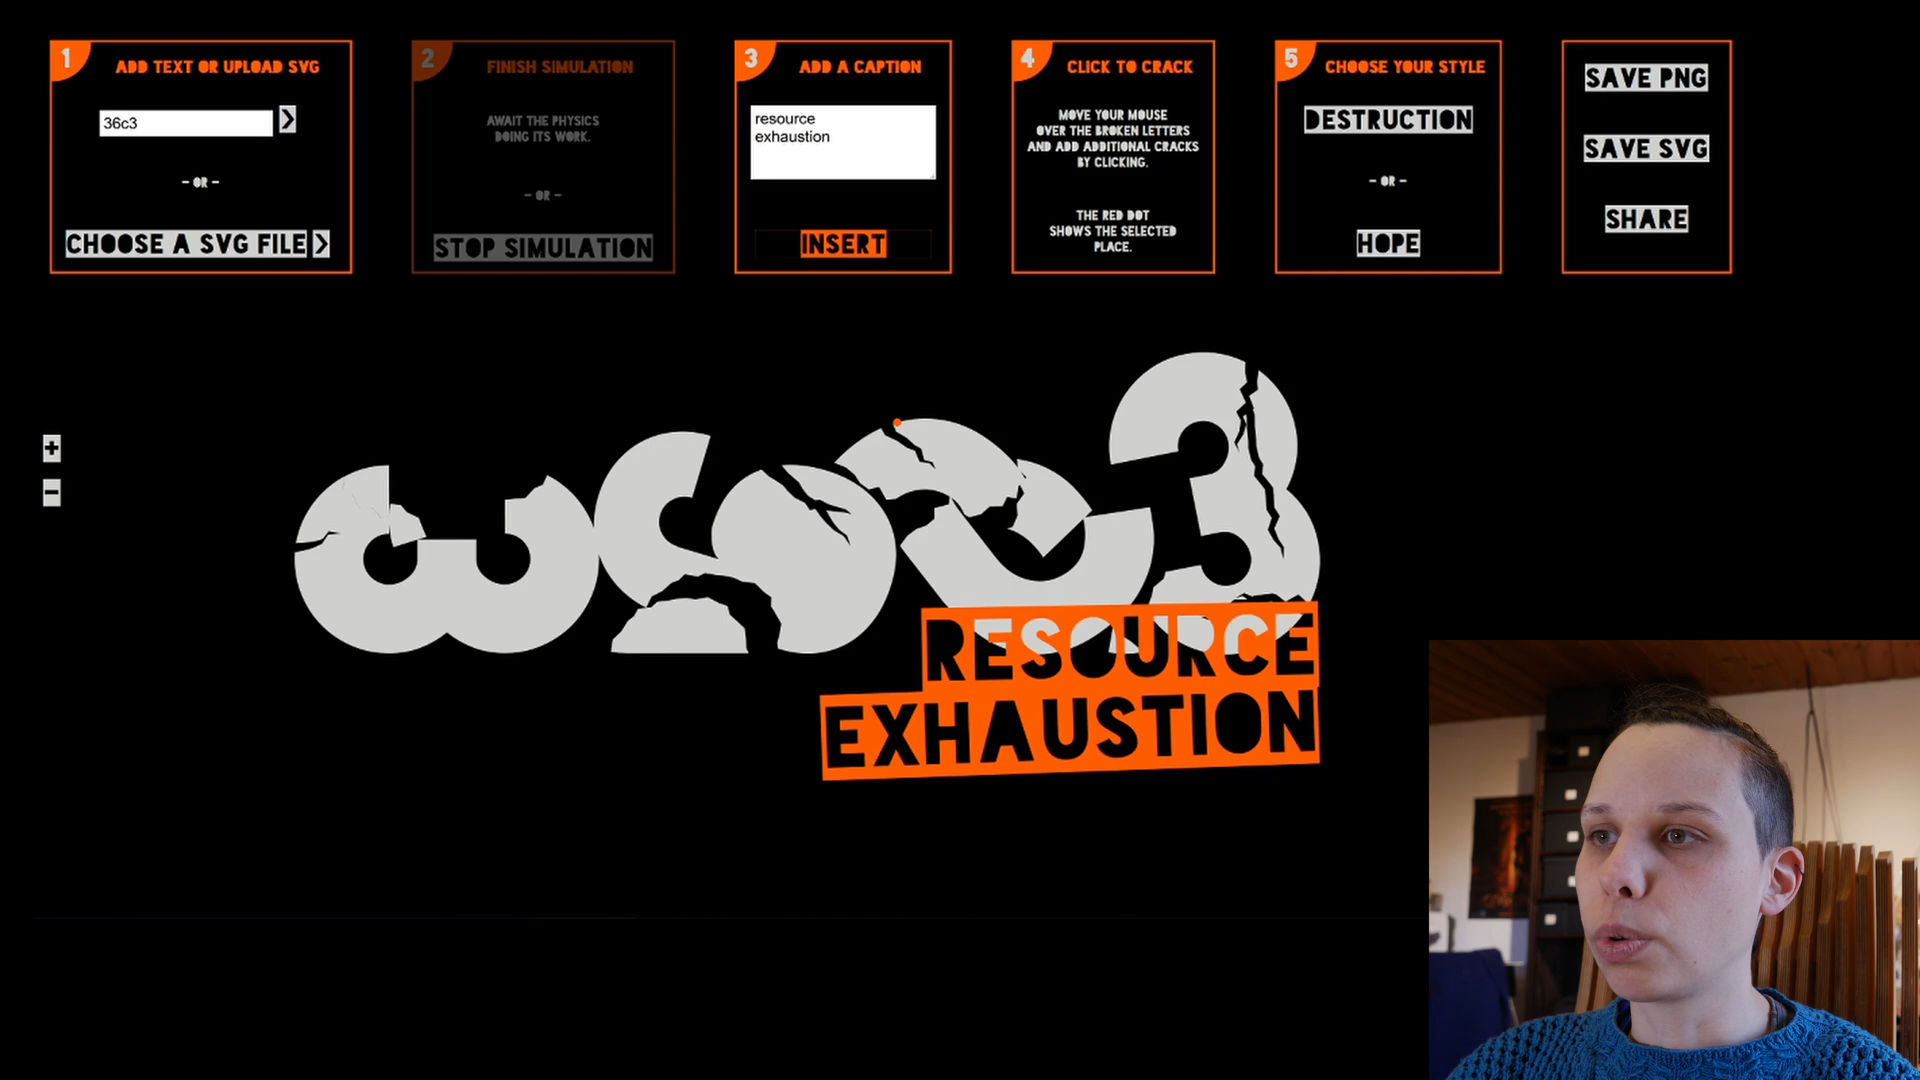 1
ADD TEXT OR UPLOAD SVG
36c3
- OR -
CHOOSE A SVG FILE
2
FINISH SIMULATION
AWAIT THE PHYSICS
DOING ITS WORK.
- OR -
STOP SIMULATION
3
ADD A CAPTION
resource
exhaustion
INSERT
4
CLICK TO CRACK
MOVE YOUR MOUSE
OVER THE BROKEN LETTERS
AND ADD ADDITIONAL CRACKS
BY CLICKING.
THE RED DOT
SHOWS THE SELECTED
PLACE.
5
CHOOSE YOUR STYLE
DESTRUCTION
- OR -
HOPE
SAVE PNG
SAVE SVG
SHARE
+
-
36c3
RESOURCE
EXHAUSTION